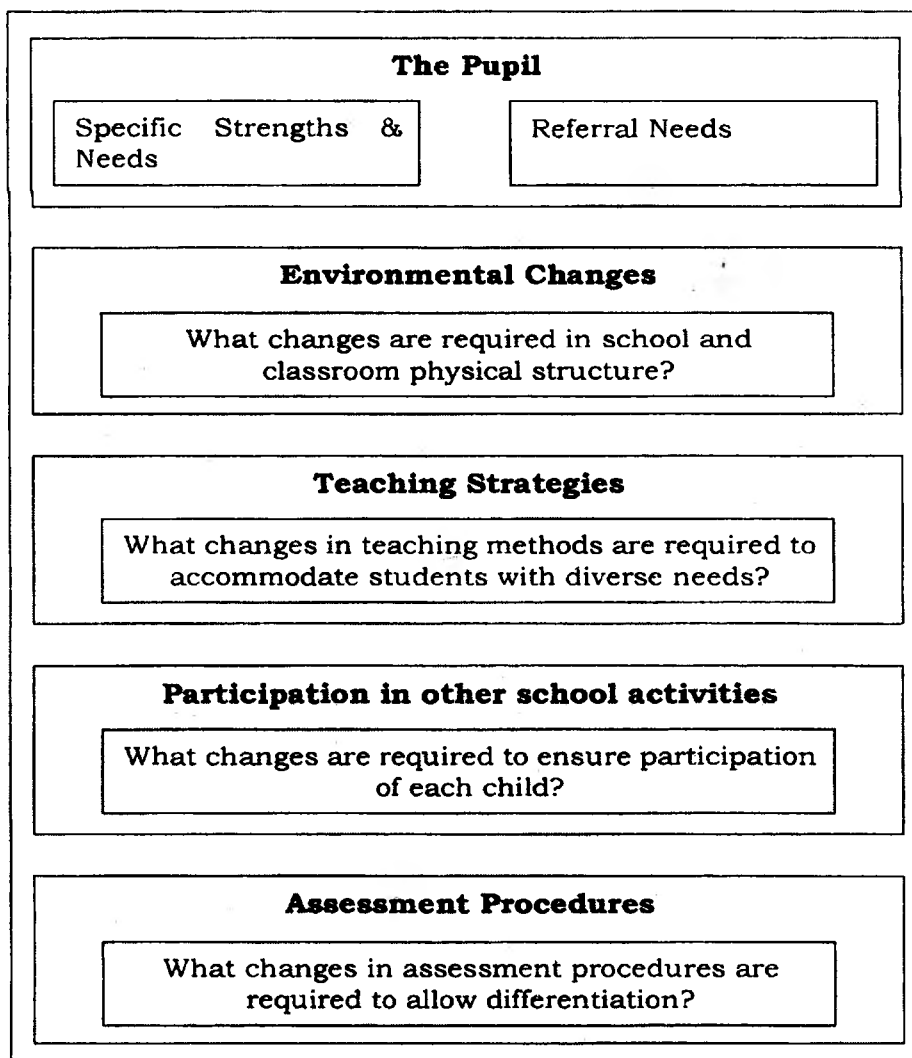 The Pupil
Specific Strengths &
Needs
Referral Needs
Environmental Changes
What changes are required in school and
classroom physical structure?
Teaching Strategies
What changes in teaching methods are required to
accommodate students with diverse needs?
Participation in other school activities
What changes are required to ensure participation
of each child?
Assessment Procedures
What changes in assessment procedures are
required to allow differentiation?